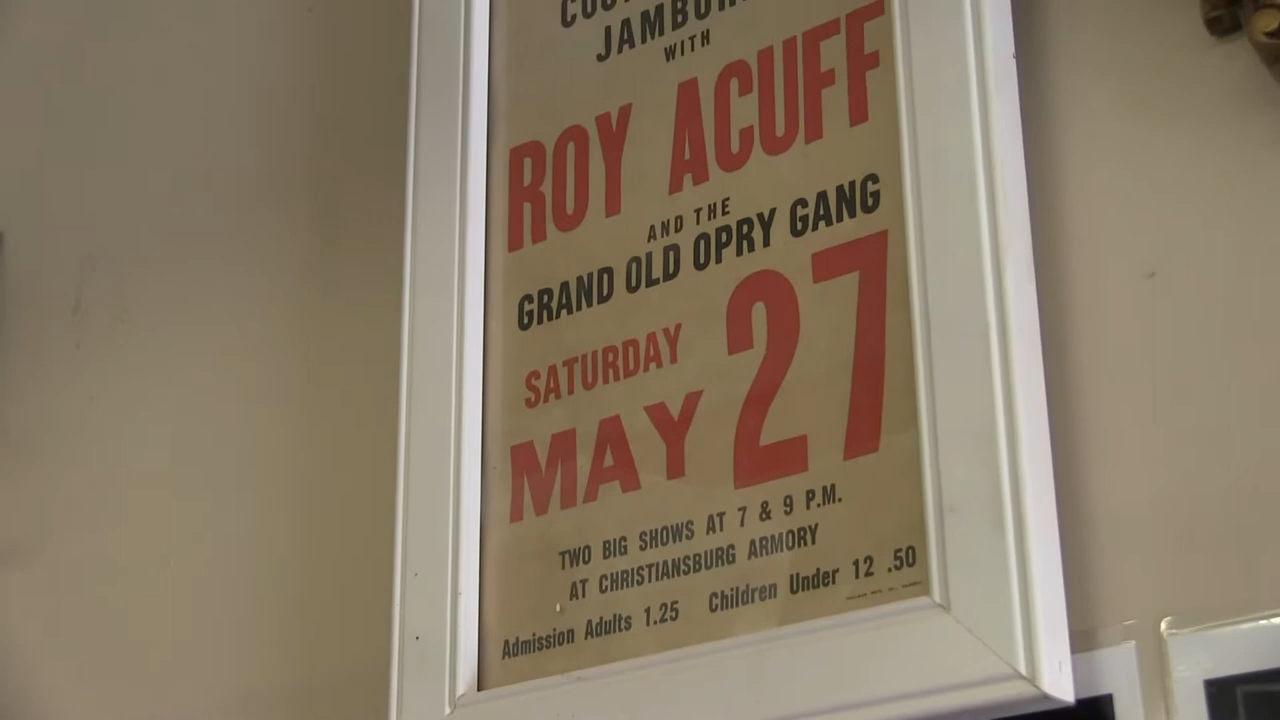 WITH
ROY ACUFF
AND THE
GRAND OLD OPRY GANG
SATURDAY
MAY 27
TWO BIG SHOWS AT 7 & 9 P.M.
AT CHRISTIANSBURG ARMORY
Admission Adults 1.25 Children Under 12 .50